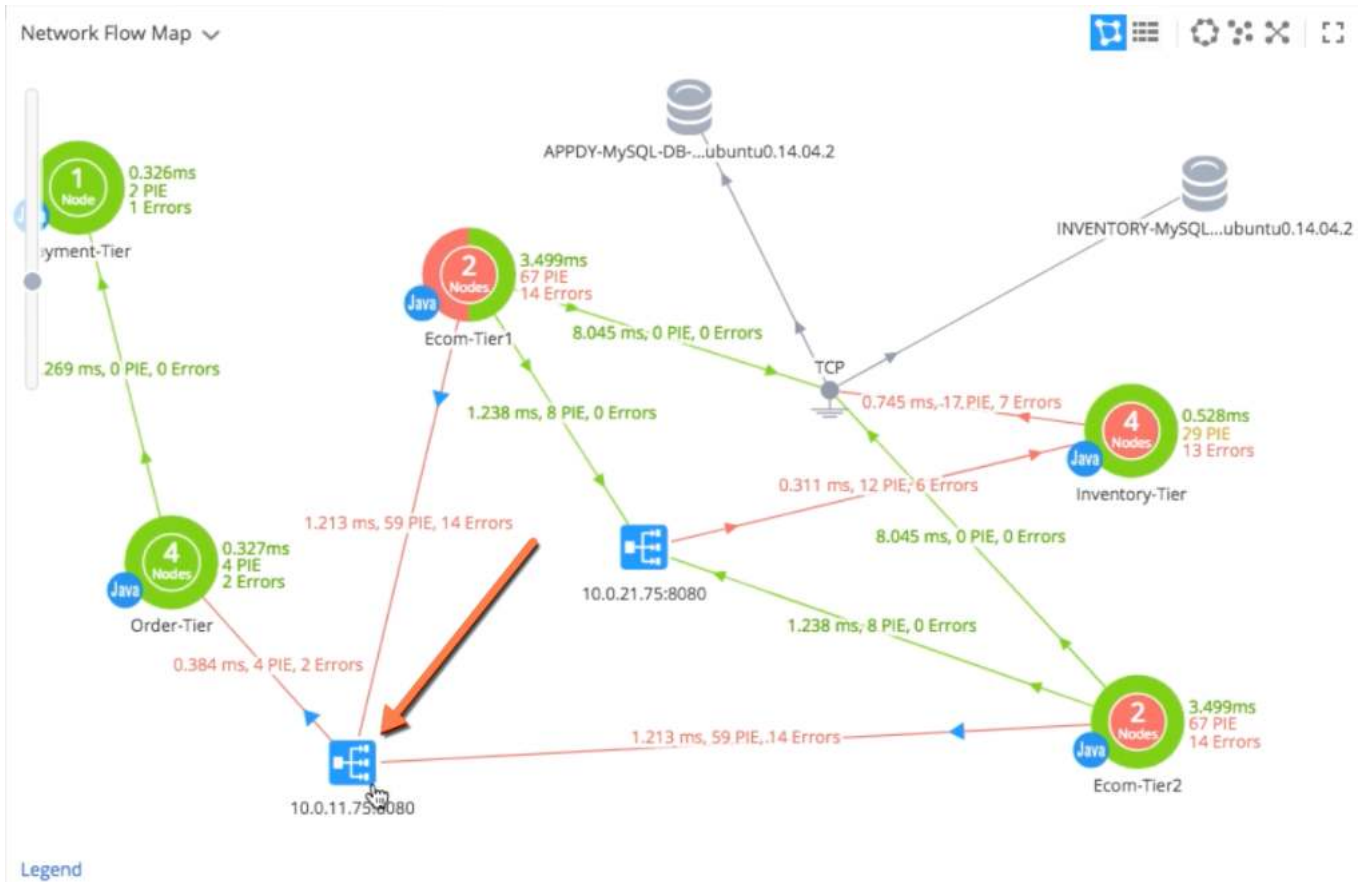 Network Flow Map
APPDY-MySQL-DB-...ubuntu0.14.04.2
INVENTORY-MySQL...ubuntu0.14.04.2
1
Node
0.326ms
2 PIE
1 Errors
yment-Tier
2
Nodes
Java
3.499ms
67 PIE
14 Errors
Ecom-Tier1
8.045 ms, 0 PIE, 0 Errors
TCP
269 ms, 0 PIE, 0 Errors
1.238 ms, 8 PIE, 0 Errors
0.745 ms, 17 PIE, 7 Errors
4
Nodes
Java
0.528ms
29 PIE
13 Errors
Inventory-Tier
0.311 ms, 12 PIE, 6 Errors
1.213 ms, 59 PIE, 14 Errors
8.045 ms, 0 PIE, 0 Errors
4
Nodes
Java
0.327ms
4 PIE
2 Errors
Order-Tier
10.0.21.75:8080
1.238 ms, 8 PIE, 0 Errors
0.384 ms, 4 PIE, 2 Errors
1.213 ms, 59 PIE, 14 Errors
2
Nodes
Java
3.499ms
67 PIE
14 Errors
Ecom-Tier2
10.0.11.75:8080
Legend